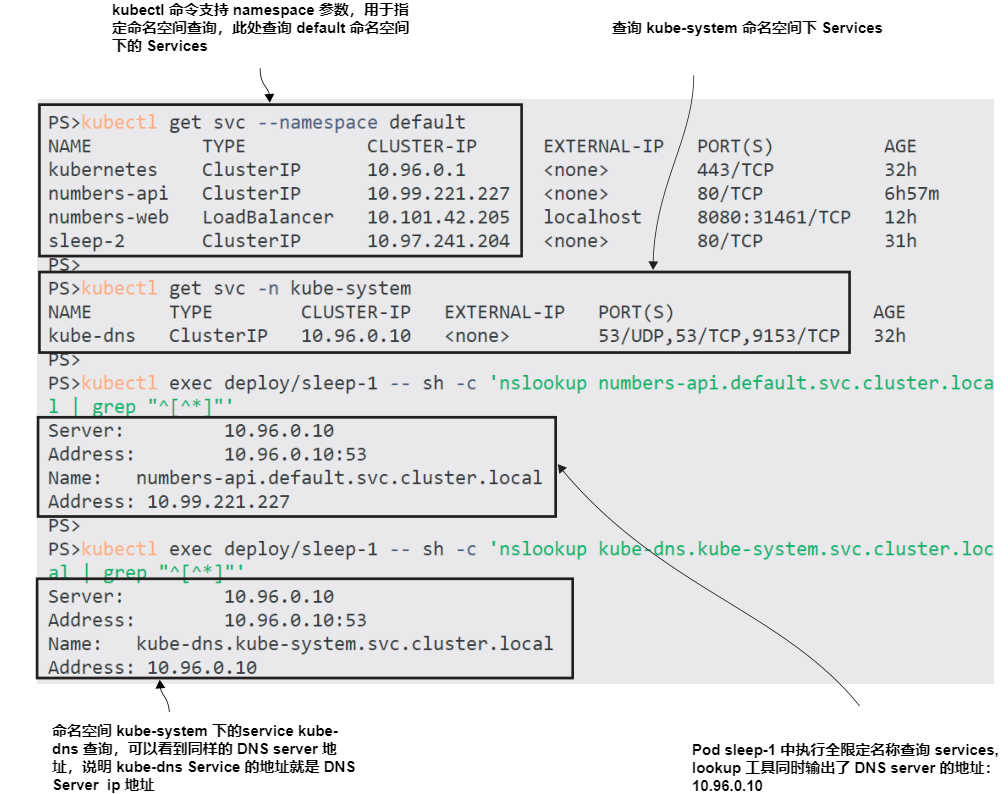 kubectl 命令支持 namespace 参数，用于指
定命名空间查询，此处查询 default 命名空间
下的 Services
查询 kube-system 命名空间下 Services
PS>kubectl get svc --namespace default
NAME TYPE CLUSTER-IP EXTERNAL-IP PORT(S) AGE
kubernetes ClusterIP 10.96.0.1 <none> 443/TCP 32h
numbers-api ClusterIP 10.99.221.227 <none> 80/TCP 6h57m
numbers-web LoadBalancer 10.101.42.205 localhost 8080:31461/TCP 12h
sleep-2 ClusterIP 10.97.241.204 <none> 80/TCP 31h
PS>
PS>kubectl get svc -n kube-system
NAME TYPE CLUSTER-IP EXTERNAL-IP PORT(S) AGE
kube-dns ClusterIP 10.96.0.10 <none> 53/UDP,53/TCP,9153/TCP 32h
PS>
PS>kubectl exec deploy/sleep-1 -- sh -c 'nslookup numbers-api.default.svc.cluster.loca
l | grep "^[^*]"'
Server: 10.96.0.10
Address: 10.96.0.10:53
Name: numbers-api.default.svc.cluster.local
Address: 10.99.221.227
PS>
PS>kubectl exec deploy/sleep-1 -- sh -c 'nslookup kube-dns.kube-system.svc.cluster.loc
al | grep "^[^*]"'
Server: 10.96.0.10
Address: 10.96.0.10:53
Name: kube-dns.kube-system.svc.cluster.local
Address: 10.96.0.10
命名空间 kube-system 下的service kube-
dns 查询，可以看到同样的 DNS server 地
址，说明 kube-dns Service 的地址就是 DNS
Server ip 地址
Pod sleep-1 中执行全限定名称查询 services,
lookup 工具同时输出了 DNS server 的地址：
10.96.0.10